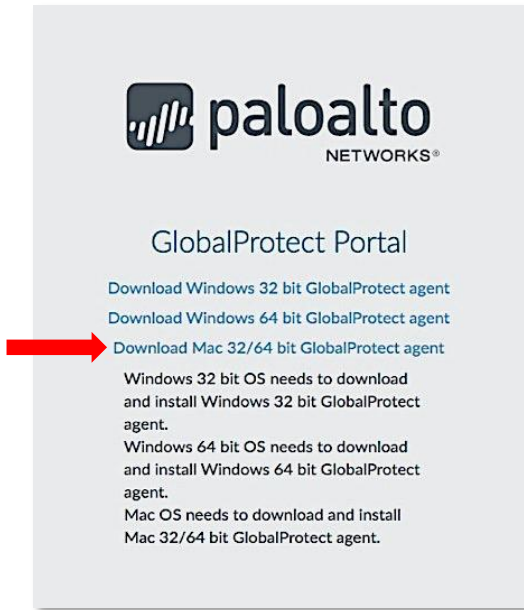 paloalto
NETWORKS®
GlobalProtect Portal
Download Windows 32 bit GlobalProtect agent
Download Windows 64 bit GlobalProtect agent
Download Mac 32/64 bit GlobalProtect agent
Windows 32 bit OS needs to download
and install Windows 32 bit GlobalProtect
agent.
Windows 64 bit OS needs to download
and install Windows 64 bit GlobalProtect
agent.
Mac OS needs to download and install
Mac 32/64 bit GlobalProtect agent.